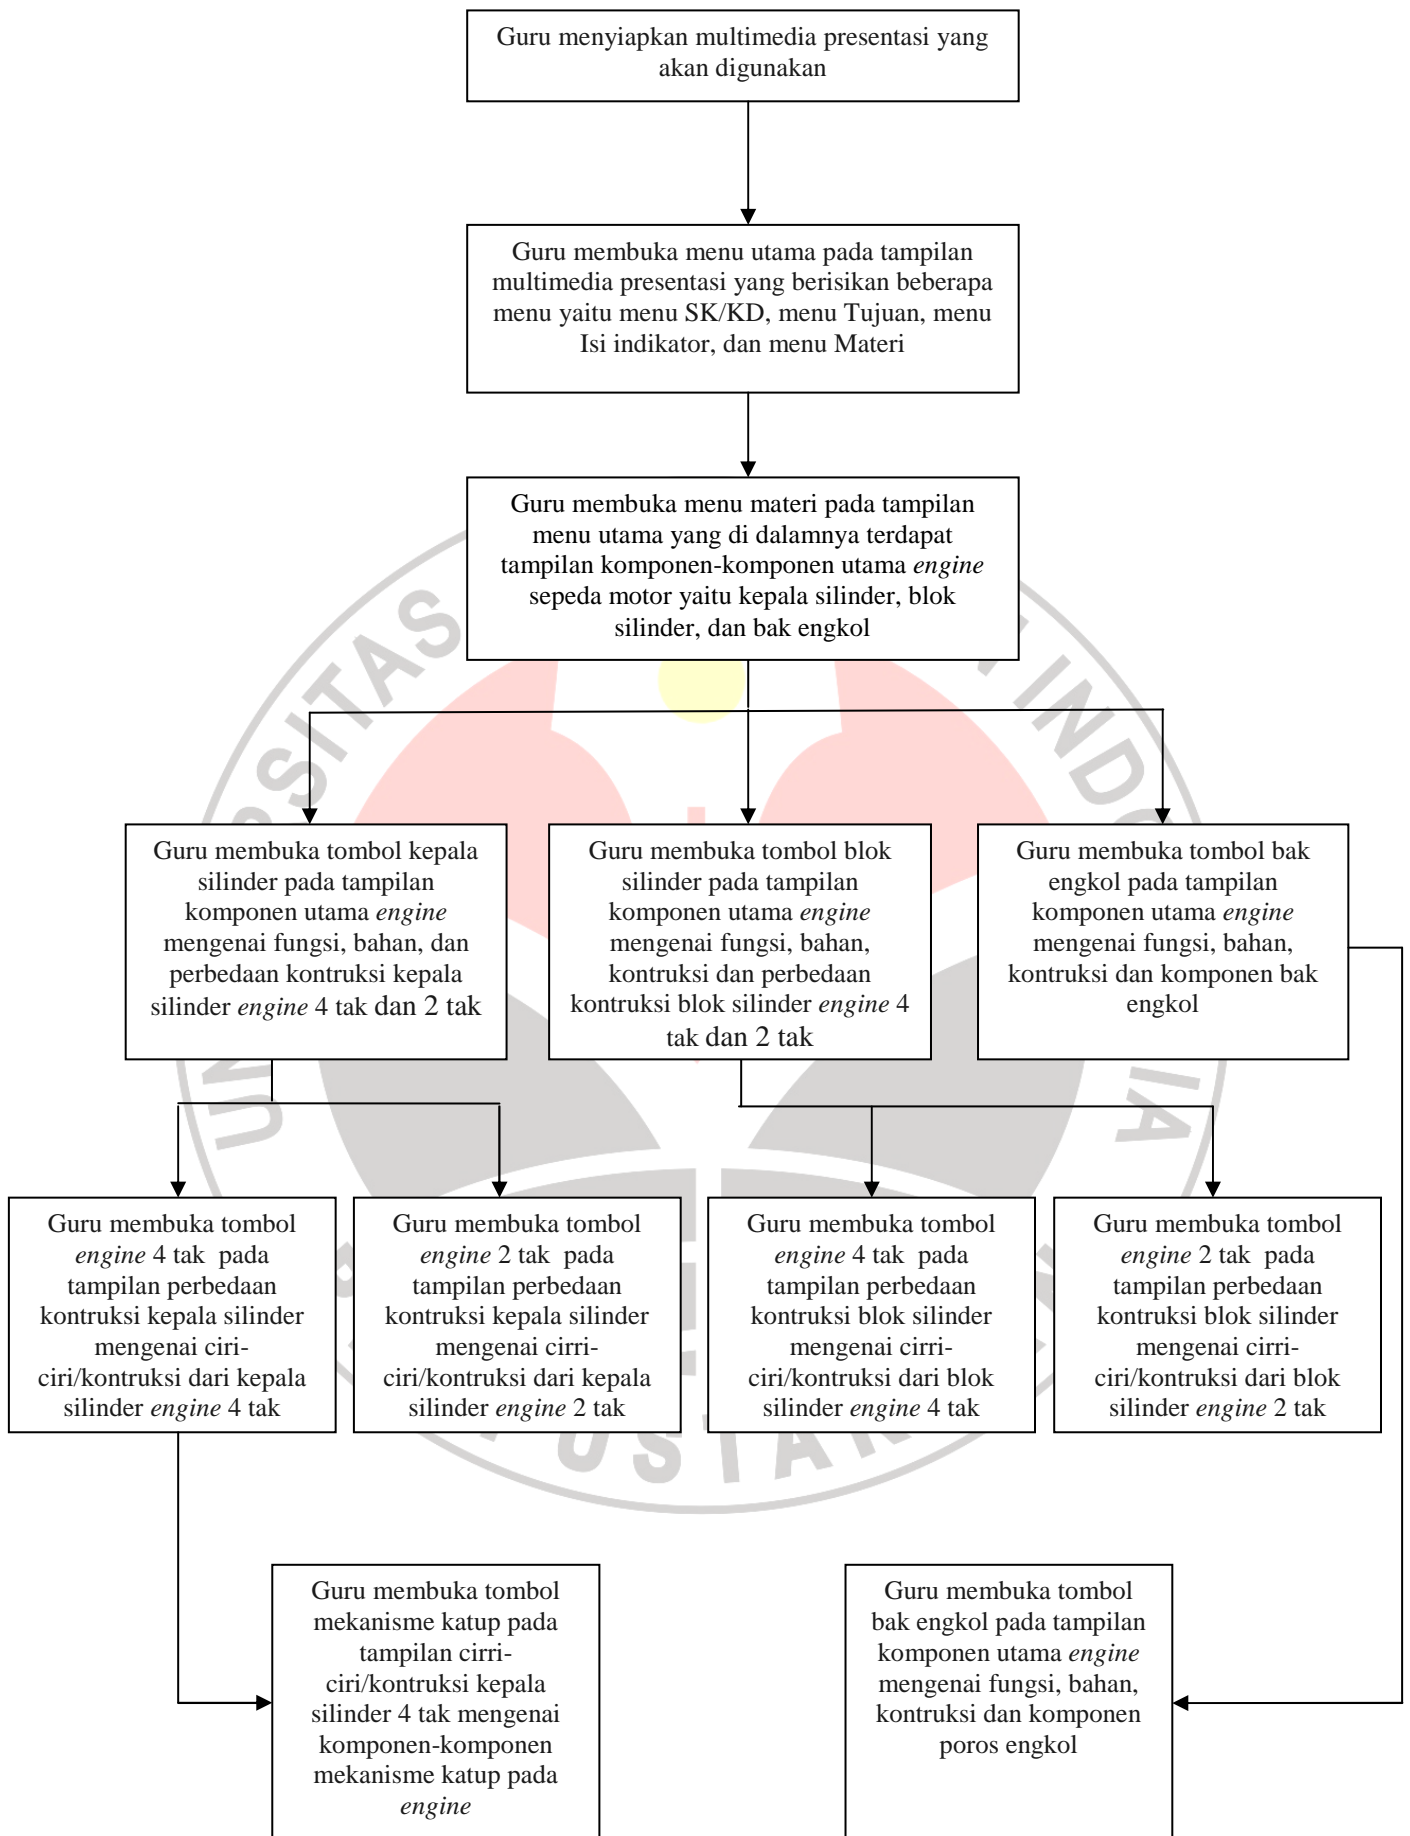 Guru menyiapkan multimedia presentasi yang
akan digunakan
Guru membuka menu utama pada tampilan
multimedia presentasi yang berisikan beberapa
menu yaitu menu SK/KD, menu Tujuan, menu
Isi indikator, dan menu Materi
Guru membuka menu materi pada tampilan
menu utama yang di dalamnya terdapat
tampilan komponen-komponen utama engine
sepeda motor yaitu kepala silinder, blok
silinder, dan bak engkol
Guru membuka tombol kepala
silinder pada tampilan
komponen utama engine
mengenai fungsi, bahan, dan
perbedaan kontruksi kepala
silinder engine 4 tak dan 2 tak
Guru membuka tombol blok
silinder pada tampilan
komponen utama engine
mengenai fungsi, bahan,
kontruksi dan perbedaan
kontruksi blok silinder engine 4
tak dan 2 tak
Guru membuka tombol bak
engkol pada tampilan
komponen utama engine
mengenai fungsi, bahan,
kontruksi dan komponen bak
engkol
Guru membuka tombol
engine 4 tak  pada
tampilan perbedaan
kontruksi kepala silinder
mengenai ciri-
ciri/kontruksi dari kepala
silinder engine 4 tak
Guru membuka tombol
engine 2 tak  pada
tampilan perbedaan
kontruksi kepala silinder
mengenai cirri-
ciri/kontruksi dari kepala
silinder engine 2 tak
Guru membuka tombol
engine 4 tak  pada
tampilan perbedaan
kontruksi blok silinder
mengenai cirri-
ciri/kontruksi dari blok
silinder engine 4 tak
Guru membuka tombol
engine 2 tak  pada
tampilan perbedaan
kontruksi blok silinder
mengenai cirri-
ciri/kontruksi dari blok
silinder engine 2 tak
Guru membuka tombol
mekanisme katup pada
tampilan cirri-
ciri/kontruksi kepala
silinder 4 tak mengenai
komponen-komponen
mekanisme katup pada
engine
Guru membuka tombol
bak engkol pada tampilan
komponen utama engine
mengenai fungsi, bahan,
kontruksi dan komponen
poros engkol